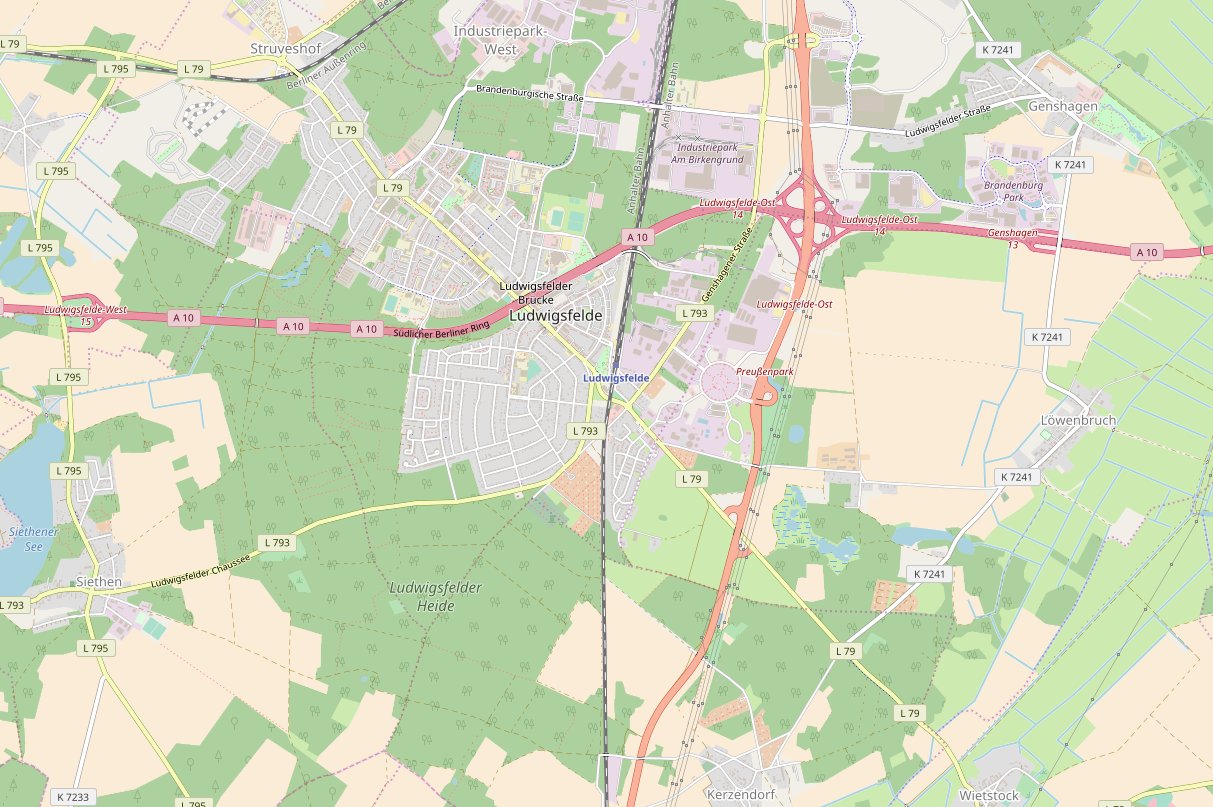 Industriepark-
West
Struveshof
L 79
L 795
L 79
Berliner Außenring
K 7241
Brandenburgische Straße
Anhalter Bahn
Genshagen
Ludwigsfelder Straße
L 79
Industriepark
Am Birkengrund
Anhalter Bahn
K 7241
L 795
L 79
Brandenburg
Park
Ludwigsfelde-Ost
14
Ludwigsfelde-Ost
14
Genshagen
13
A 10
A 10
L 795
Genshagener Straße
Ludwigsfelder
Brücke
Ludwigsfelde
Ludwigsfelde-West
15
A 10
A 10
A 10
Südlicher Berliner Ring
Ludwigsfelde-Ost
L 793
K 7241
L 795
Ludwigsfelde
Preußenpark
Löwenbruch
L 793
L 795
L 79
K 7241
Siethener
See
L 793
Ludwigsfelder Chaussee
Siethen
Ludwigsfelder
Heide
K 7241
L 793
L 795
L 79
L 79
K 7233
L 795
Kerzendorf
Wietstock